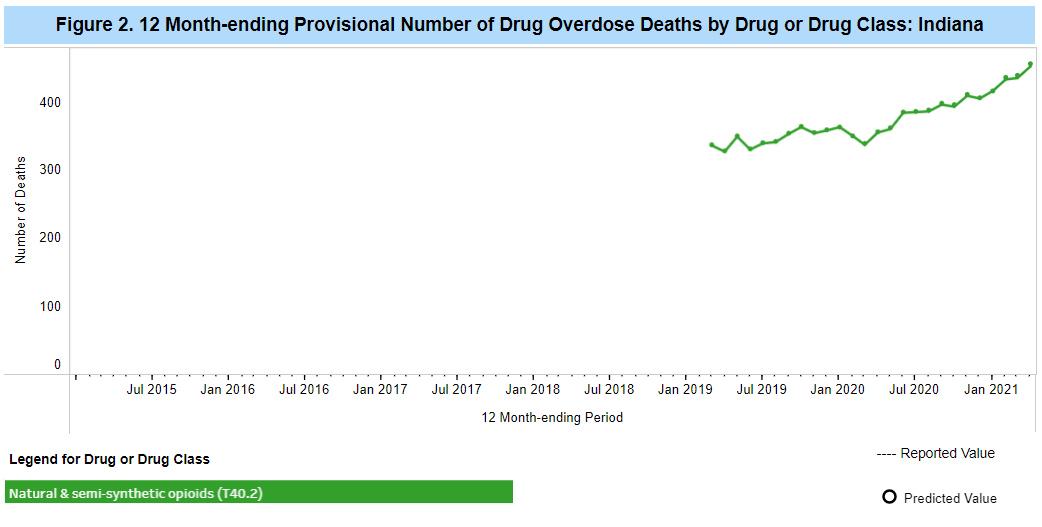 Figure 2. 12 Month-ending Provisional Number of Drug Overdose Deaths by Drug or Drug Class: Indiana
Number of Deaths
400
300
200
100
0
Jul 2015 Jan 2016 Jul 2016 Jan 2017 Jul 2017 Jan 2018 Jul 2018 Jan 2019 Jul 2019 Jan 2020 Jul 2020 Jan 2021
12 Month-ending Period
Legend for Drug or Drug Class
---- Reported Value
Natural & semi-synthetic opioids (T40.2)
Predicted Value